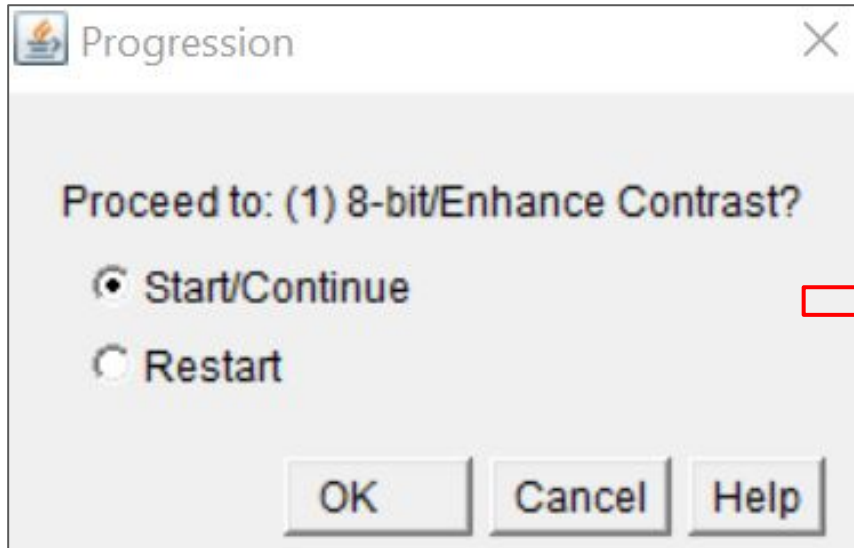 Progression
Proceed to: (1) 8-bit/Enhance Contrast?
Start/Continue
Restart
OK Cancel Help